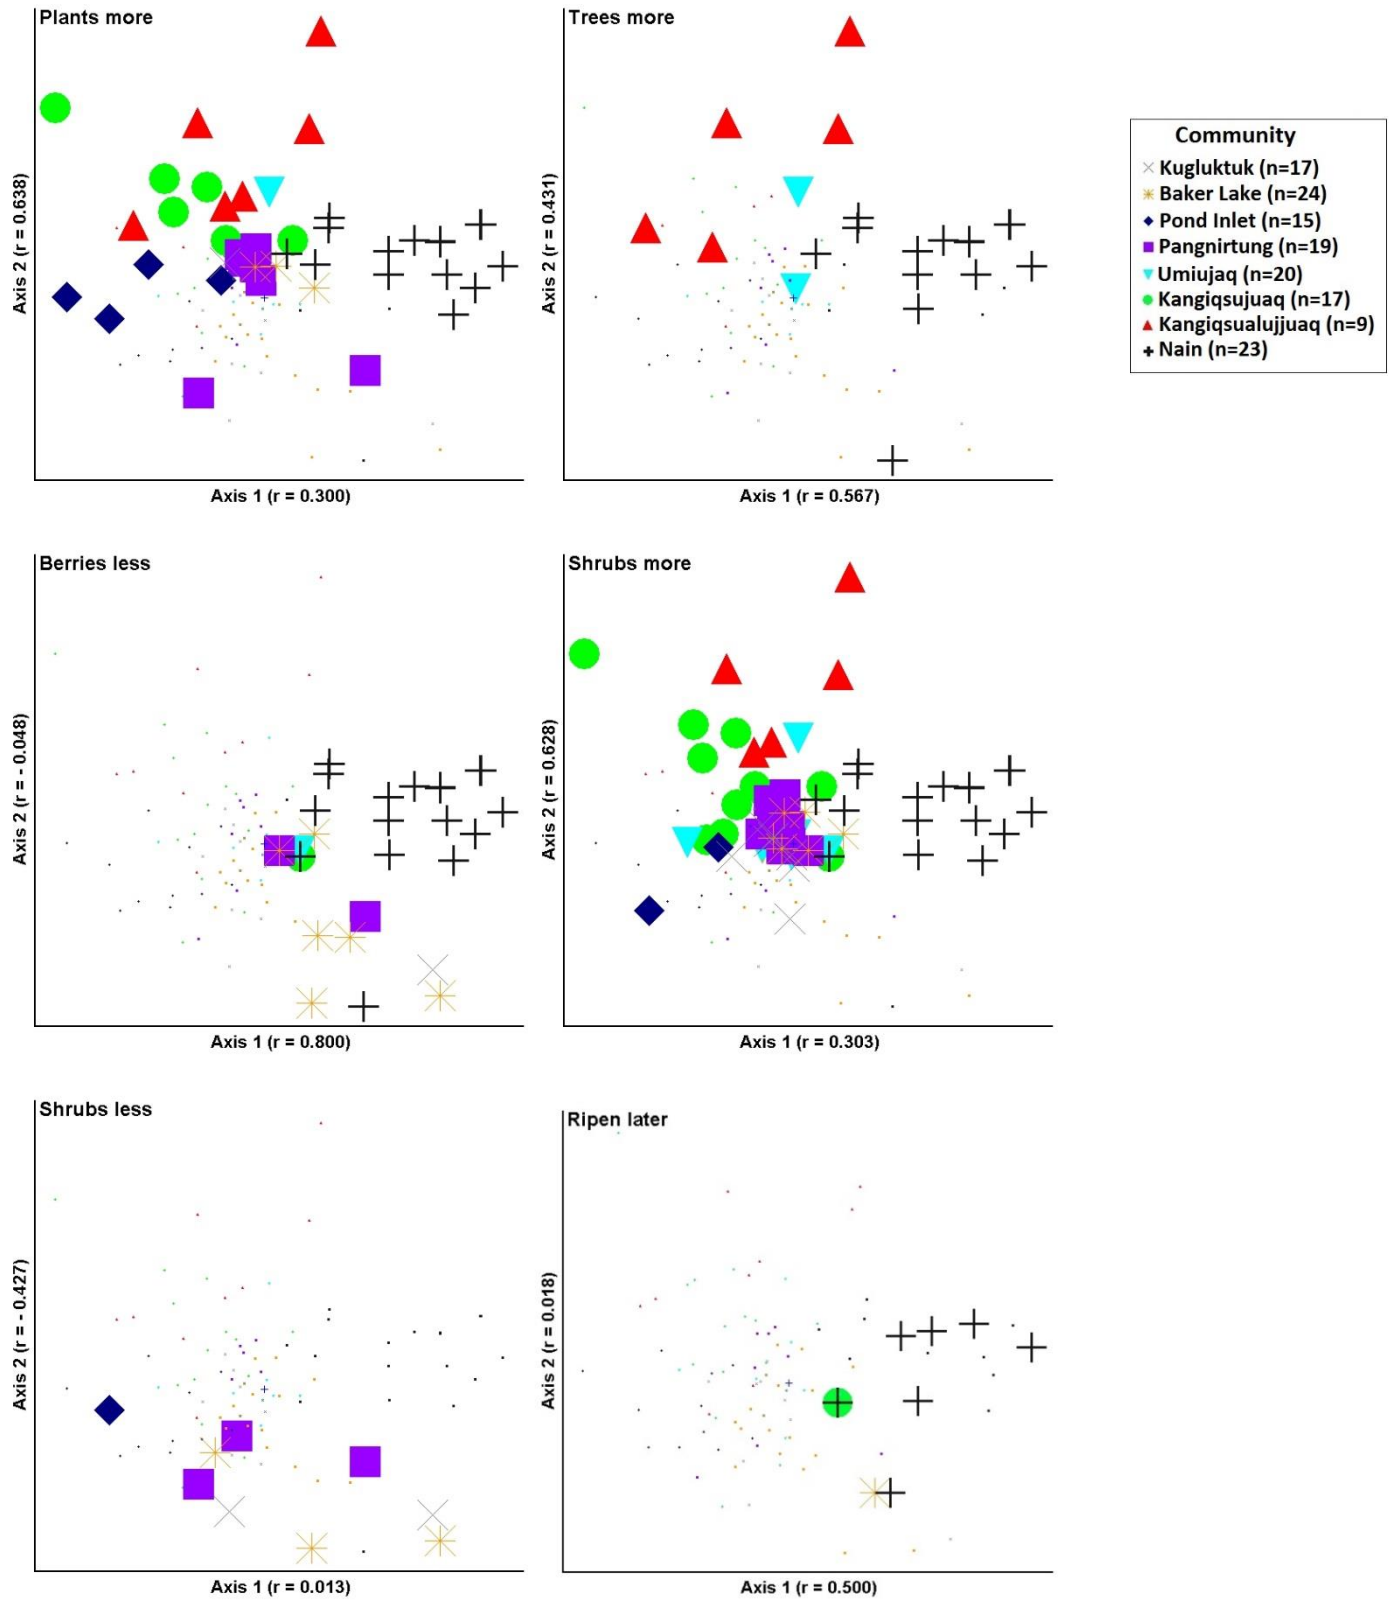 Plants more
Axis 2 (r = 0.638)
Axis 1 (r = 0.300)
Trees more
Axis 2 (r = 0.431)
Axis 1 (r = 0.567)
Community
Kugluktuk (n=17)
Baker Lake (n=24)
Pond Inlet (n=15)
Pangnirtung (n=19)
Umiujaq (n=20)
Kangiqsujuaq (n=17)
Kangiqsualujjuaq (n=9)
Nain (n=23)
Berries less
Axis 2 (r = - 0.048)
Axis 1 (r = 0.800)
Shrubs more
Axis 2 (r = 0.628)
Axis 1 (r = 0.303)
Shrubs less
Axis 2 (r = - 0.427)
Axis 1 (r = 0.013)
Ripen later
Axis 2 (r = 0.018)
Axis 1 (r = 0.500)